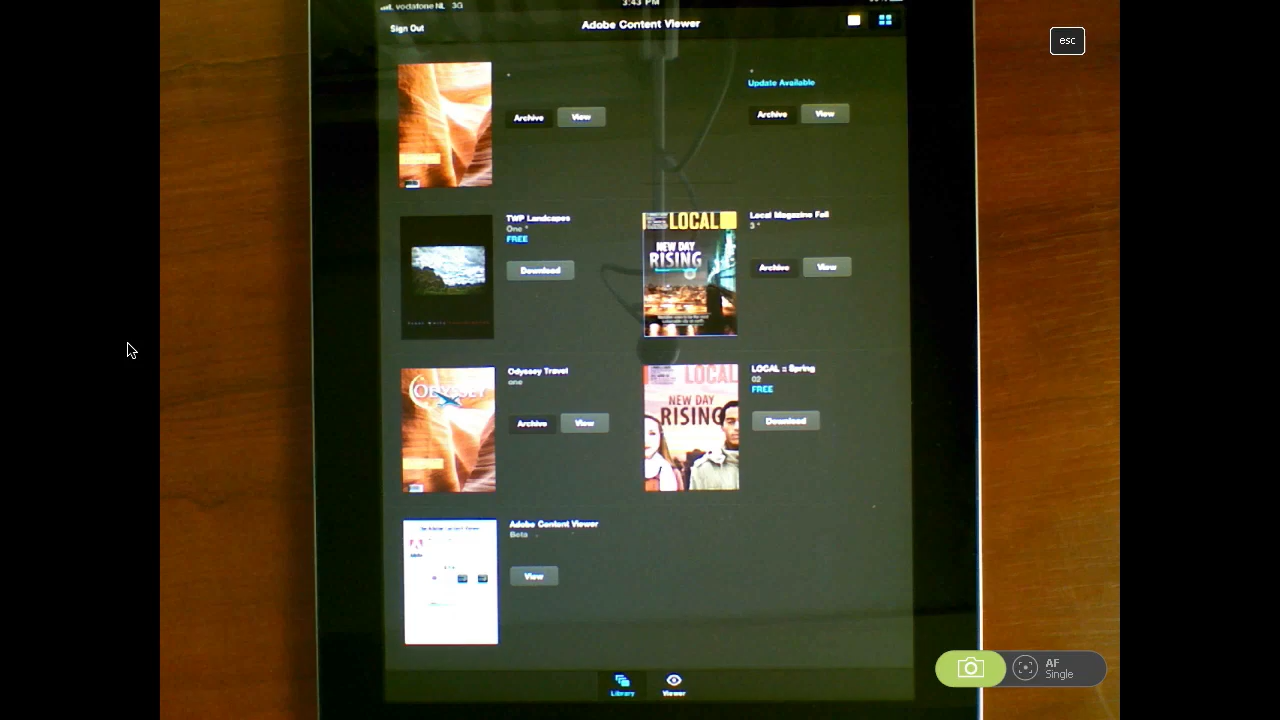 vodafone NL 3G
3:43 PM
Sign Out
Adobe Content Viewer
esc
Archive
View
Update Available
Archive
View
TWP Landscapes
One *
FREE
Download
LOCAL
NEW DAY
RISING
Local Magazine Fall
3 *
Archive
View
ODYSSEY
Odyssey Travel
one
Archive
View
LOCAL
NEW DAY
RISING
LOCAL :: Spring
02
FREE
Download
Adobe Content Viewer
Beta
View
Library
Viewer
AF
Single